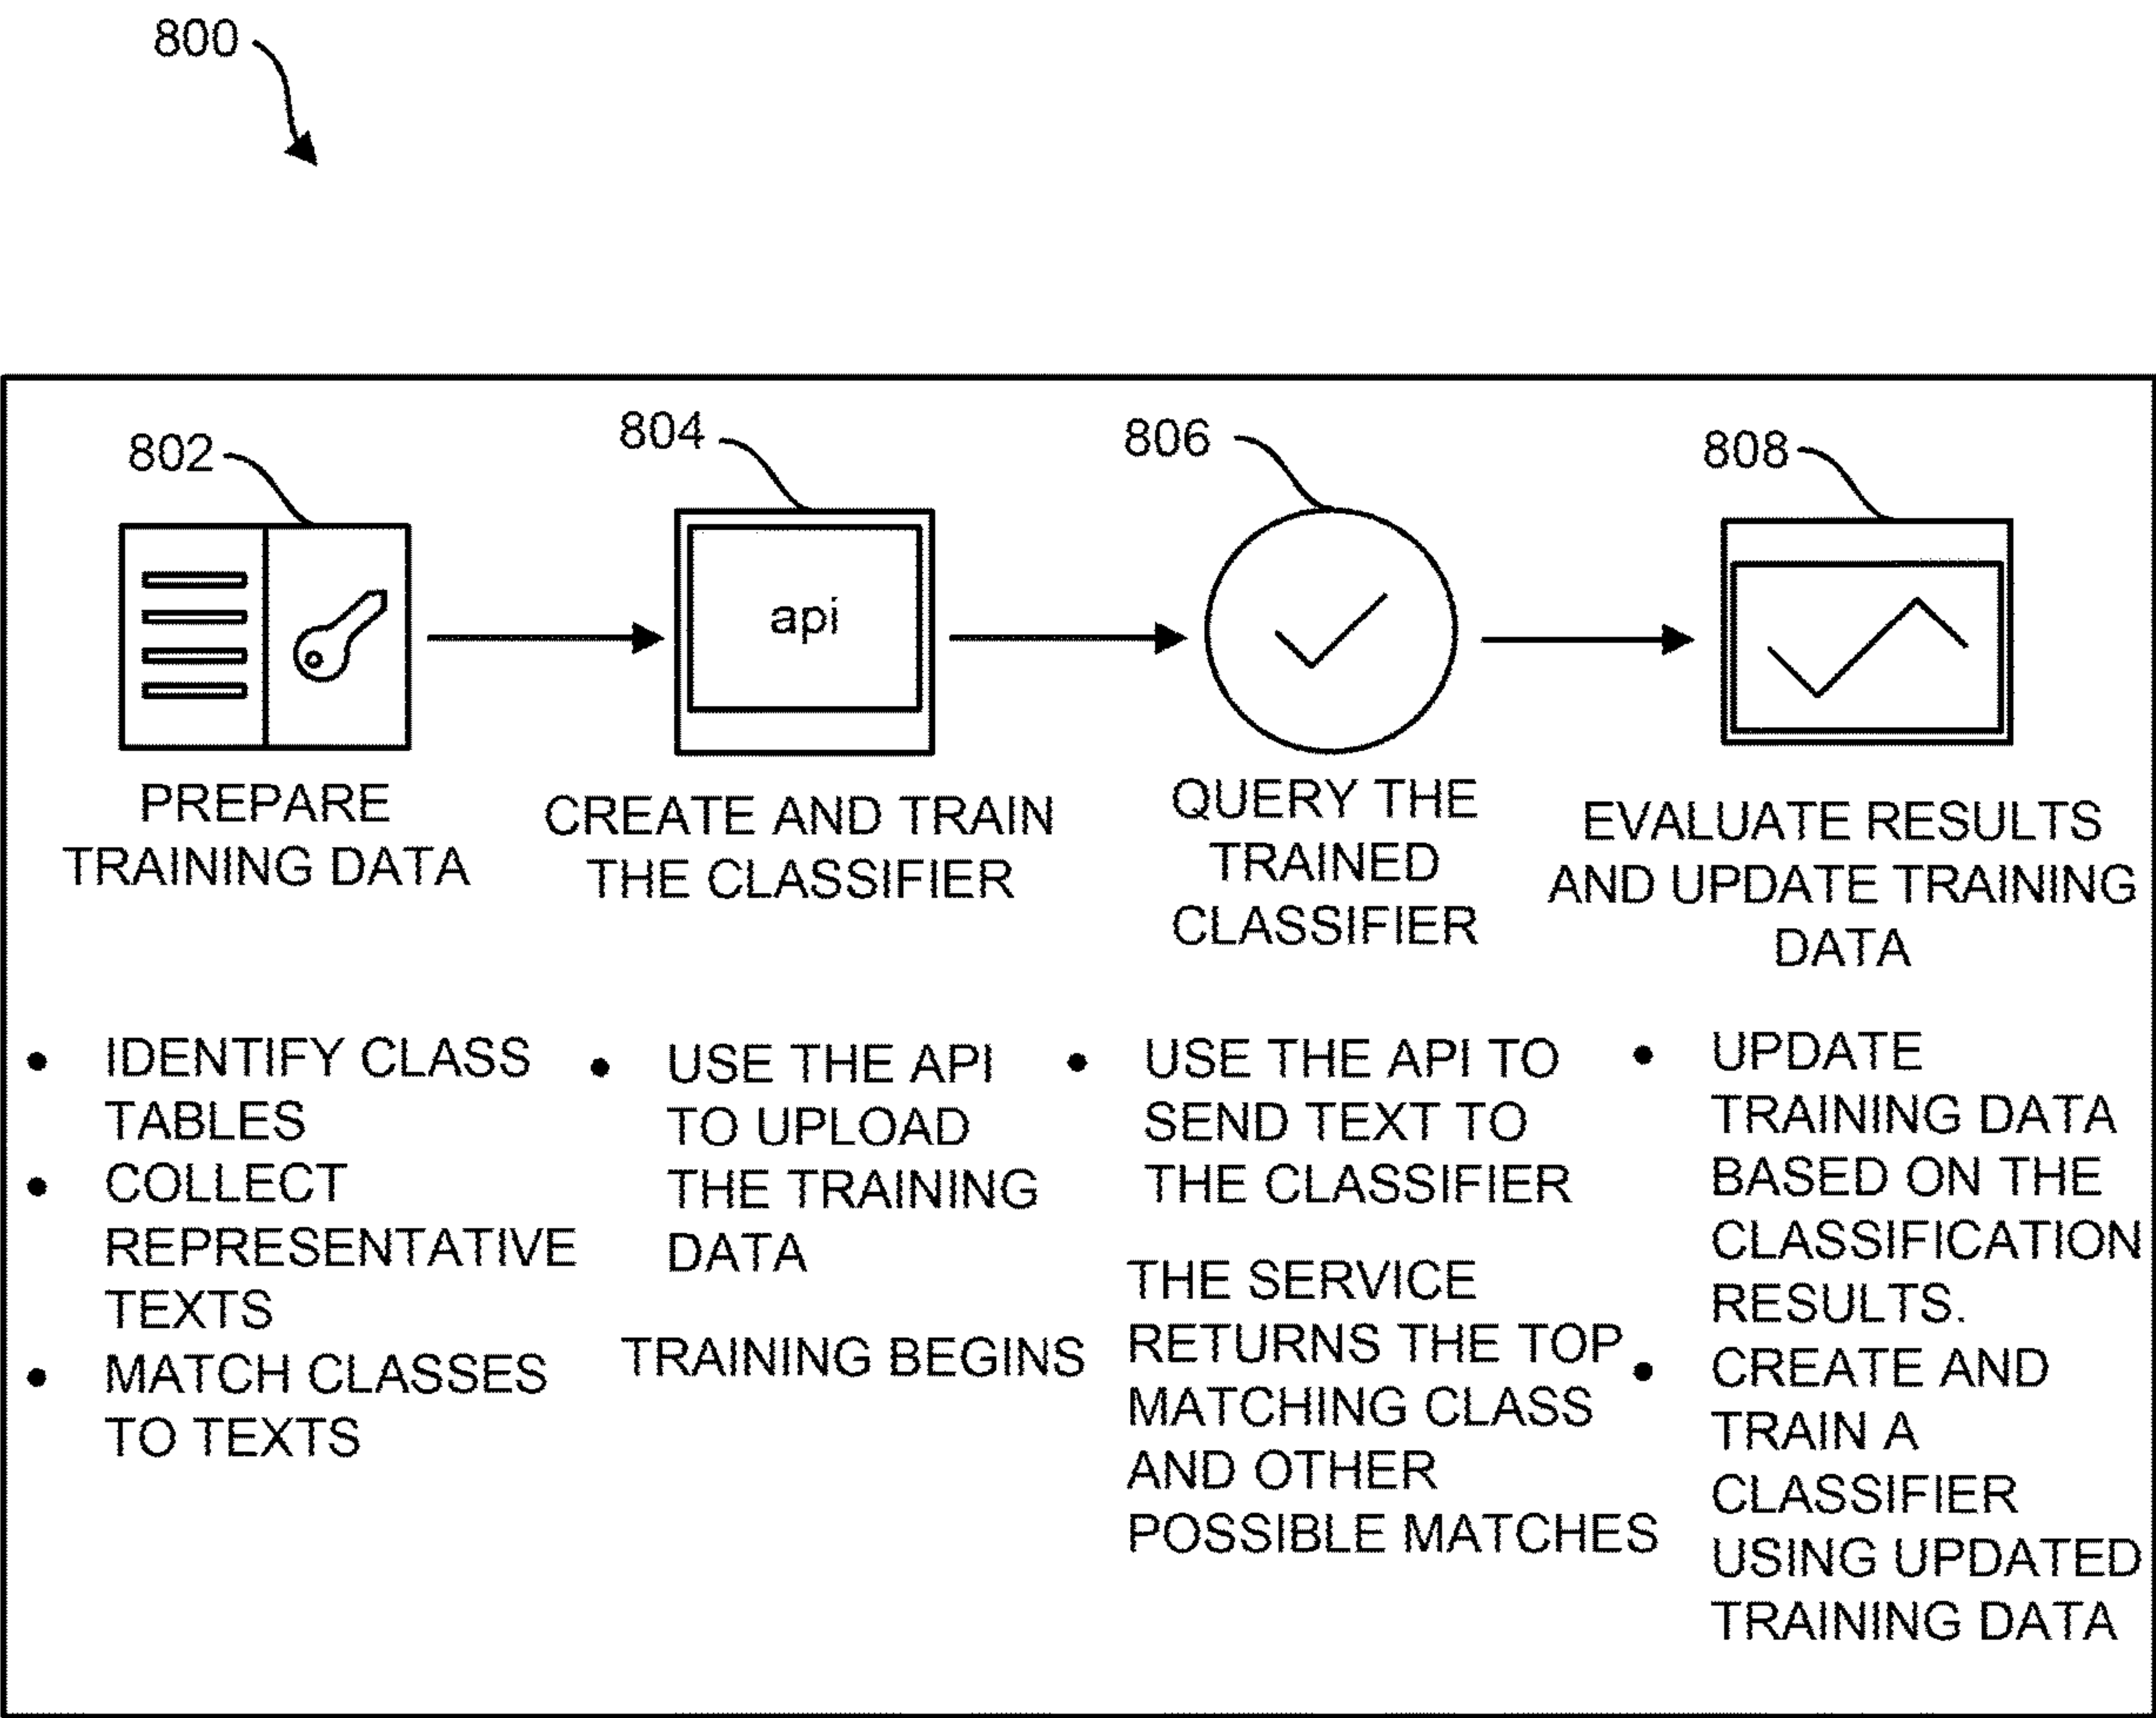 800
802
804
806
808
api
PREPARE
TRAINING DATA
CREATE AND TRAIN
THE CLASSIFIER
QUERY THE
TRAINED
CLASSIFIER
EVALUATE RESULTS
AND UPDATE TRAINING
DATA
• IDENTIFY CLASS
TABLES
• COLLECT
REPRESENTATIVE
TEXTS
• MATCH CLASSES
TO TEXTS
• USE THE API
TO UPLOAD
THE TRAINING
DATA
TRAINING BEGINS
• USE THE API TO
SEND TEXT TO
THE CLASSIFIER
THE SERVICE
RETURNS THE TOP
MATCHING CLASS
AND OTHER
POSSIBLE MATCHES
• UPDATE
TRAINING DATA
BASED ON THE
CLASSIFICATION
RESULTS.
• CREATE AND
TRAIN A
CLASSIFIER
USING UPDATED
TRAINING DATA